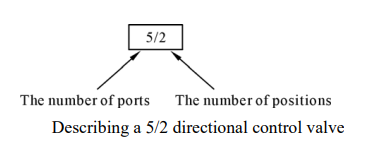 5/2
The number of ports The number of positions
Describing a 5/2 directional control valve